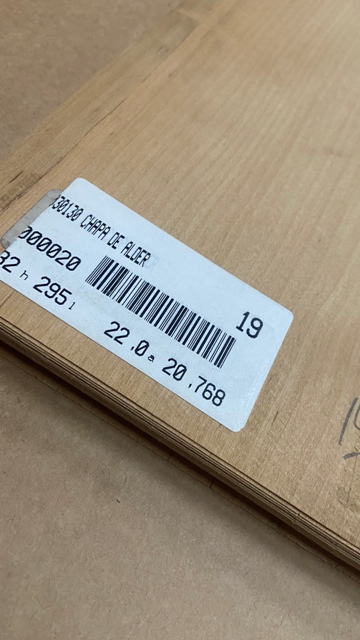 30130 CHAPA DE ALDER
000020
19
32 h 295 l 22,0 a 20,768